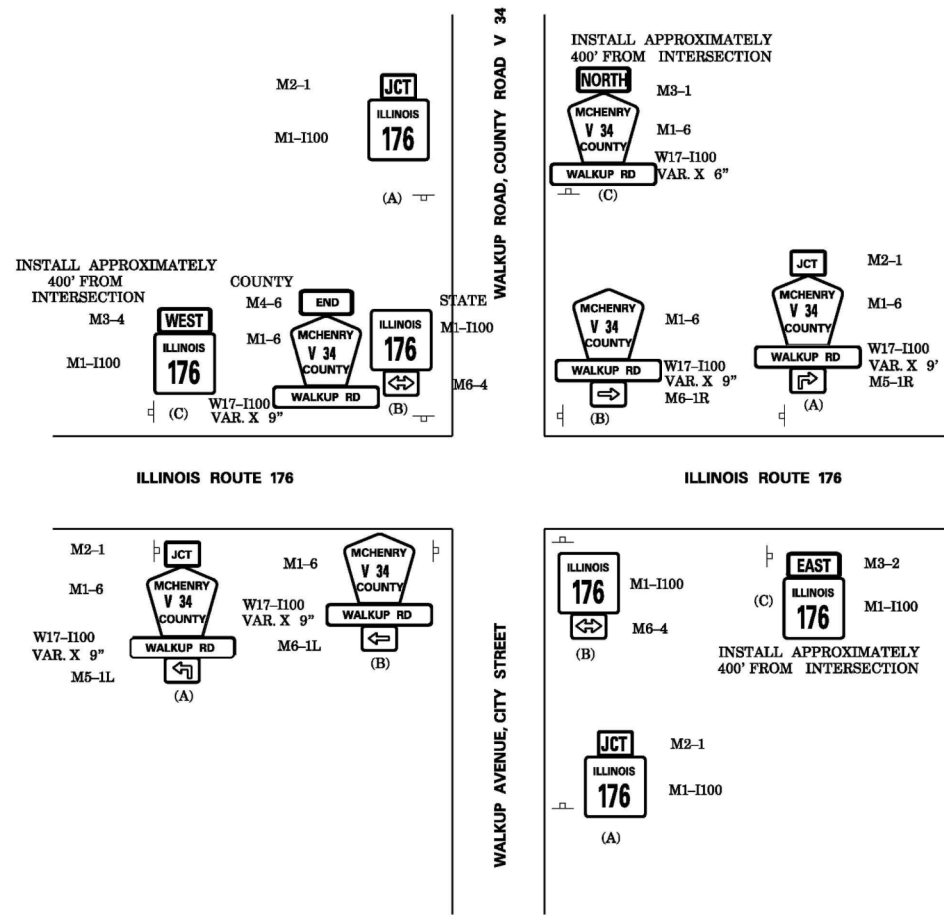 WALKUP ROAD, COUNTY ROAD V 34
M2-1
JCT
ILLINOIS
176
M1-I100
(A)
INSTALL APPROXIMATELY
400' FROM INTERSECTION
NORTH
M3-1
MCHENRY
V 34
COUNTY
M1-6
WALKUP RD
W17-I100
VAR. X 6"
(C)
INSTALL APPROXIMATELY
400' FROM
INTERSECTION
M3-4
WEST
M1-I100
ILLINOIS
176
(C)
COUNTY
M4-6
END
M1-6
MCHENRY
V 34
COUNTY
W17-I100
VAR. X 9"
WALKUP RD
STATE
ILLINOIS
176
M1-I100
M6-4
(B)
MCHENRY
V 34
COUNTY
M1-6
WALKUP RD
W17-I100
VAR. X 9"
M6-1R
(B)
JCT
M2-1
MCHENRY
V 34
COUNTY
M1-6
WALKUP RD
W17-I100
VAR. X 9'
M5-1R
(A)
ILLINOIS ROUTE 176
ILLINOIS ROUTE 176
M2-1
JCT
M1-6
MCHENRY
V 34
COUNTY
W17-I100
VAR. X 9"
WALKUP RD
M5-1L
(A)
M1-6
MCHENRY
V 34
COUNTY
W17-I100
VAR. X 9"
WALKUP RD
M6-1L
(B)
WALKUP AVENUE, CITY STREET
ILLINOIS
176
M1-I100
M6-4
(B)
EAST
M3-2
(C)
ILLINOIS
176
M1-I100
INSTALL APPROXIMATELY
400' FROM INTERSECTION
JCT
M2-1
ILLINOIS
176
M1-I100
(A)